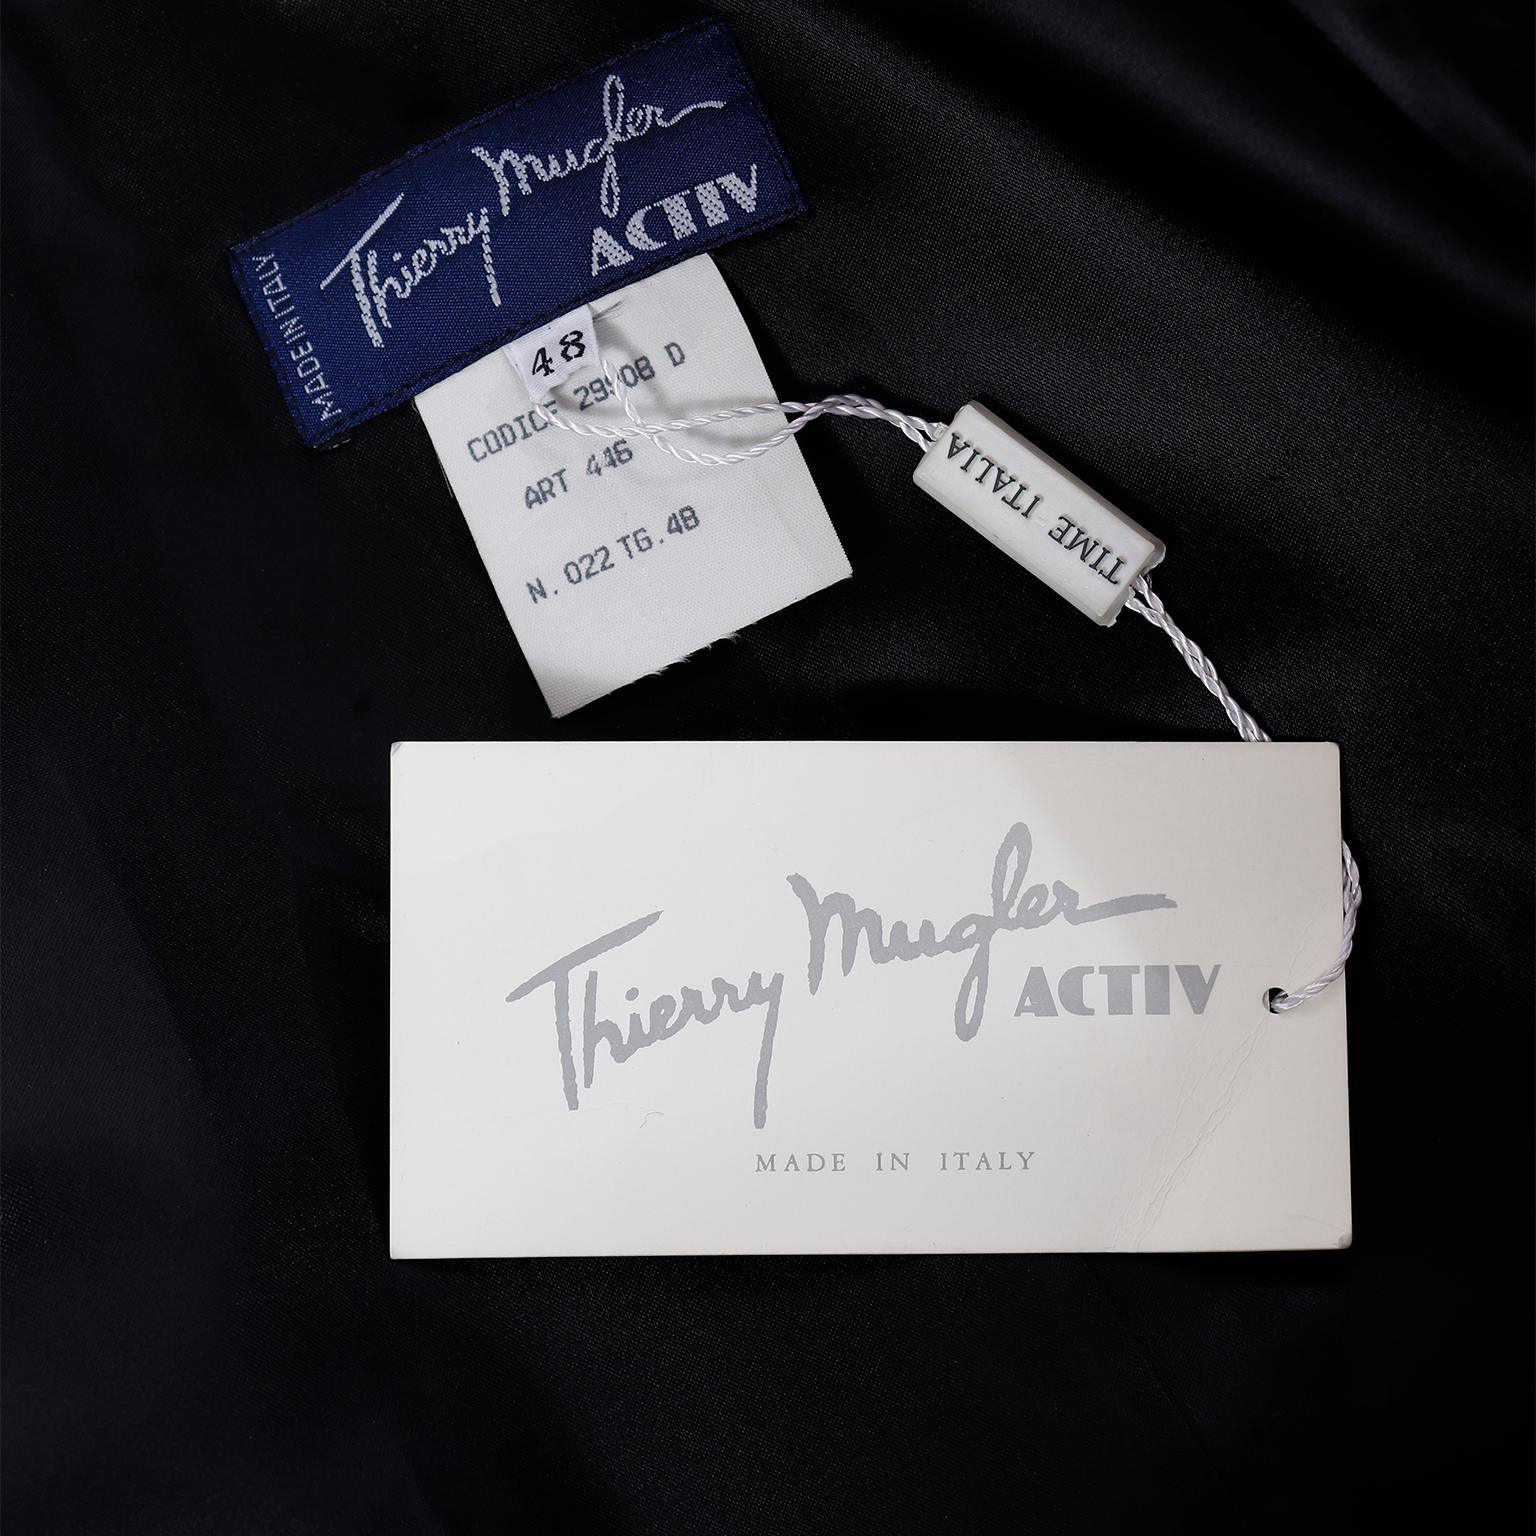 Thierry Mugler
ACTIV
MADE IN ITALY
48
CODICE 29908 D
ART 446
N. 022 TG.48
TIME ITALIA
Thierry Mugler
ACTIV
MADE IN ITALY